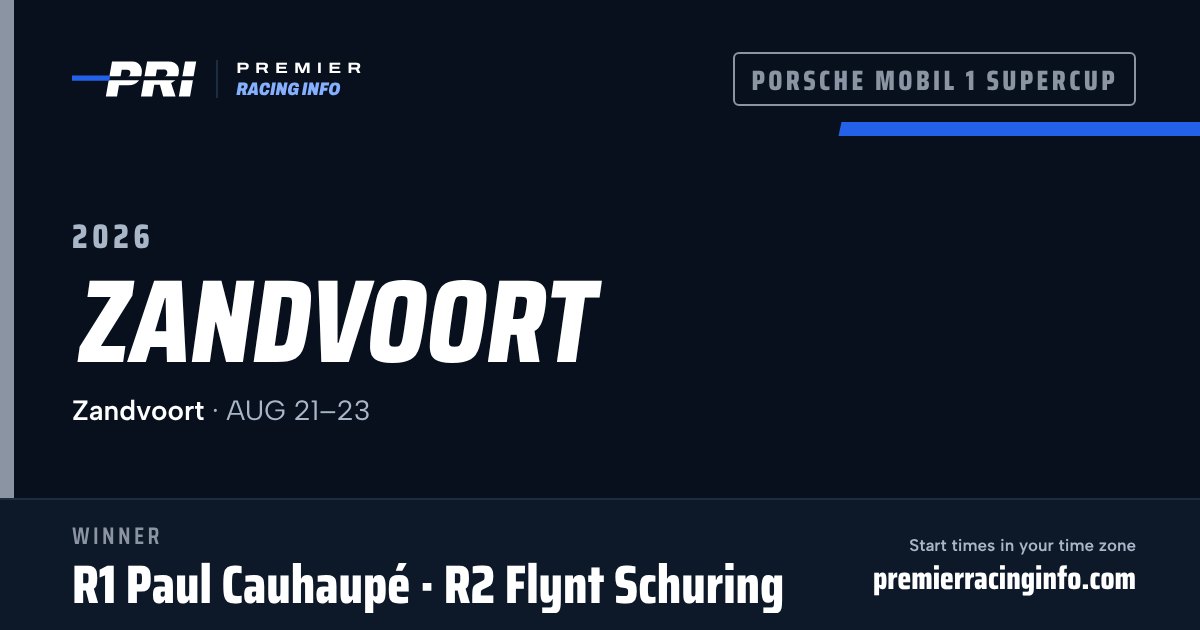 PRI
PREMIER
RACING INFO
PORSCHE MOBIL 1 SUPERCUP
2026
ZANDVOORT
Zandvoort · AUG 21–23
WINNER
R1 Paul Cauhaupé · R2 Flynt Schuring
Start times in your time zone
premierracinginfo.com